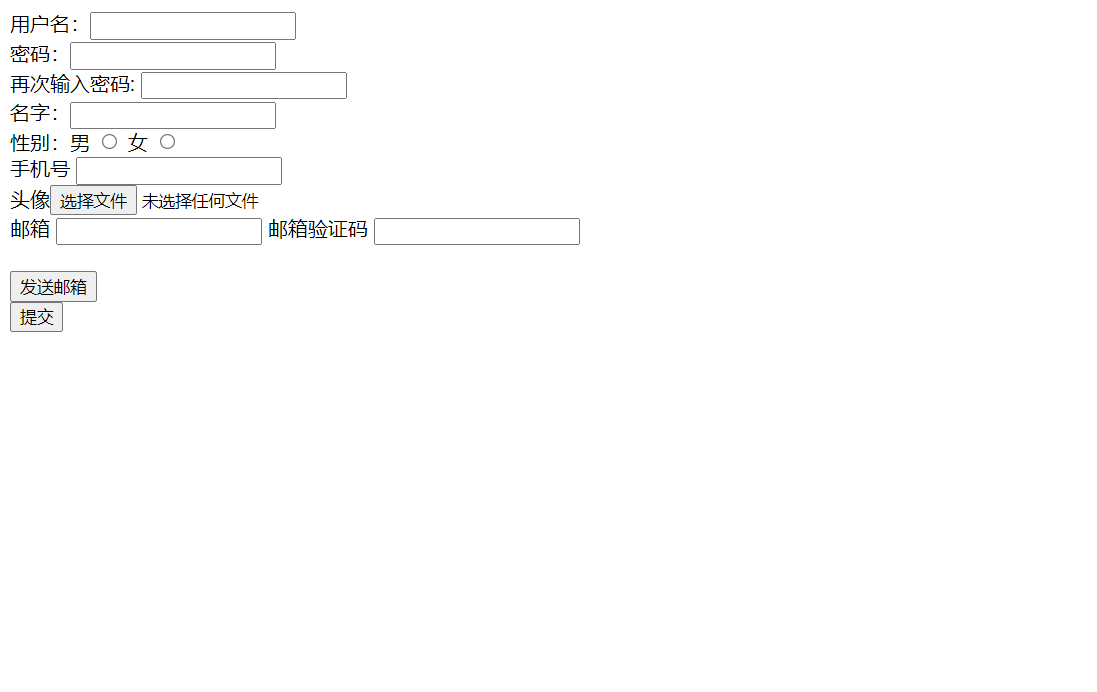 用户名：
密码：
再次输入密码:
名字：
性别：男 女
手机号
头像 选择文件 未选择任何文件
邮箱 邮箱验证码
发送邮箱
提交